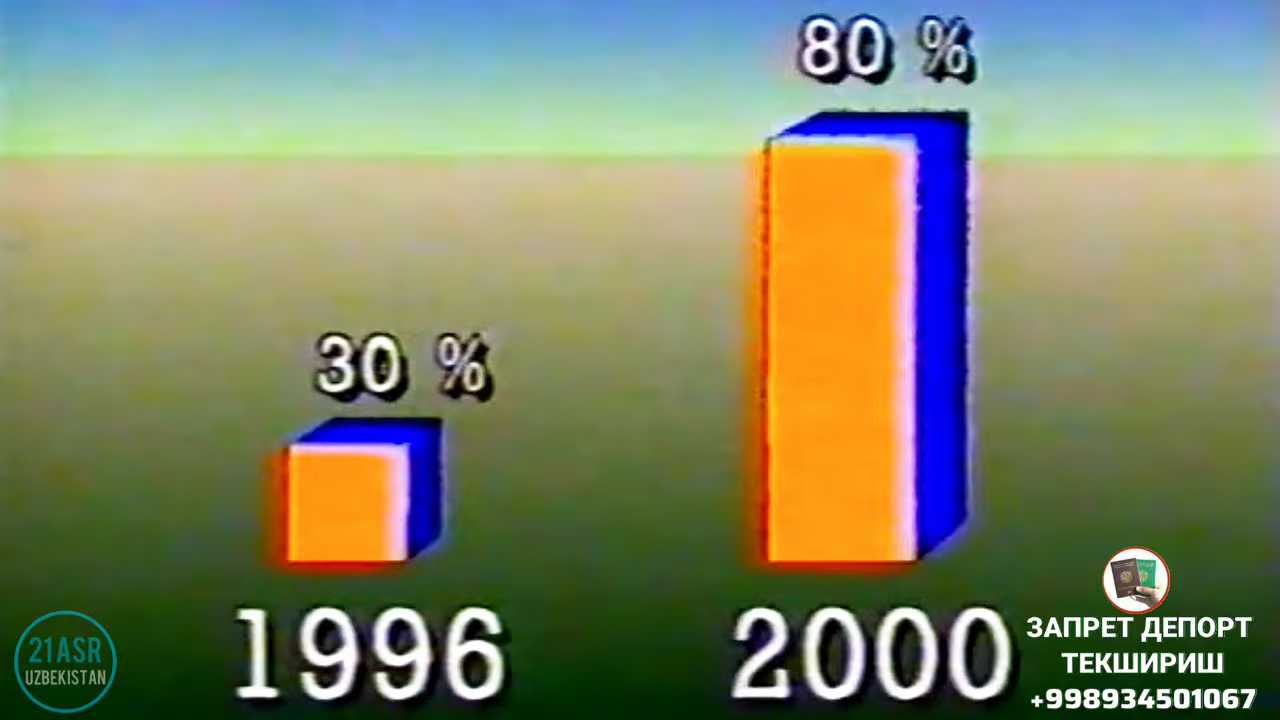 80 %
30 %
1996
2000
21ASR
UZBEKISTAN
ЗАПРЕТ ДЕПОРТ
ТЕКШИРИШ
+998934501067